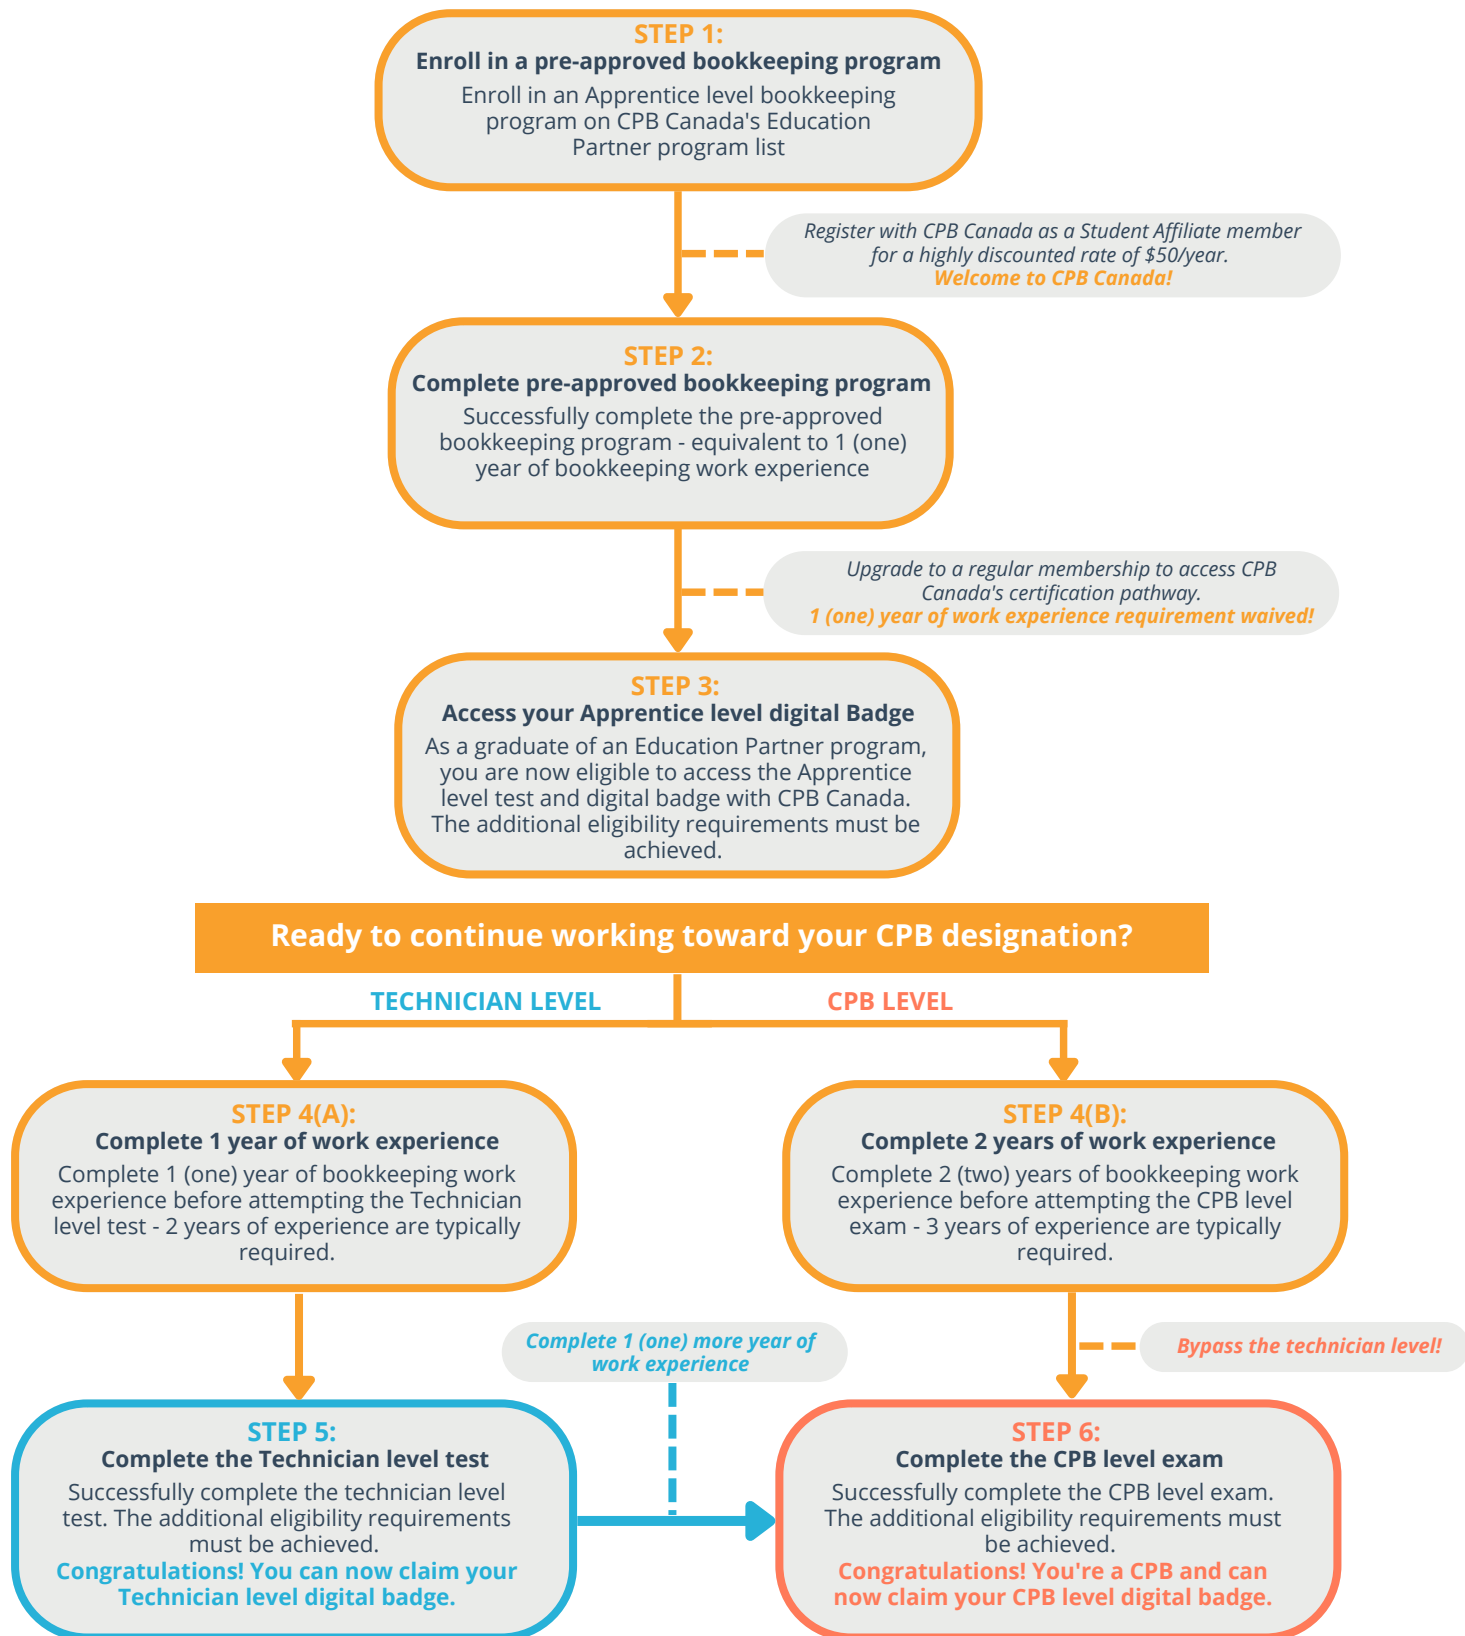 STEP 1:
Enroll in a pre-approved bookkeeping program
Enroll in an Apprentice level bookkeeping
program on CPB Canada's Education
Partner program list
Register with CPB Canada as a Student Affiliate member
for a highly discounted rate of $50/year.
Welcome to CPB Canada!
STEP 2:
Complete pre-approved bookkeeping program
Successfully complete the pre-approved
bookkeeping program - equivalent to 1 (one)
year of bookkeeping work experience
Upgrade to a regular membership to access CPB
Canada's certification pathway.
1 (one) year of work experience requirement waived!
STEP 3:
Access your Apprentice level digital Badge
As a graduate of an Education Partner program,
you are now eligible to access the Apprentice
level test and digital badge with CPB Canada.
The additional eligibility requirements must be
achieved.
Ready to continue working toward your CPB designation?
TECHNICIAN LEVEL
CPB LEVEL
STEP 4(A):
Complete 1 year of work experience
Complete 1 (one) year of bookkeeping work
experience before attempting the Technician
level test - 2 years of experience are typically
required.
STEP 4(B):
Complete 2 years of work experience
Complete 2 (two) years of bookkeeping work
experience before attempting the CPB level
exam - 3 years of experience are typically
required.
Complete 1 (one) more year of
work experience
Bypass the technician level!
STEP 5:
Complete the Technician level test
Successfully complete the technician level
test. The additional eligibility requirements
must be achieved.
Congratulations! You can now claim your
Technician level digital badge.
STEP 6:
Complete the CPB level exam
Successfully complete the CPB level exam.
The additional eligibility requirements must
be achieved.
Congratulations! You're a CPB and can
now claim your CPB level digital badge.